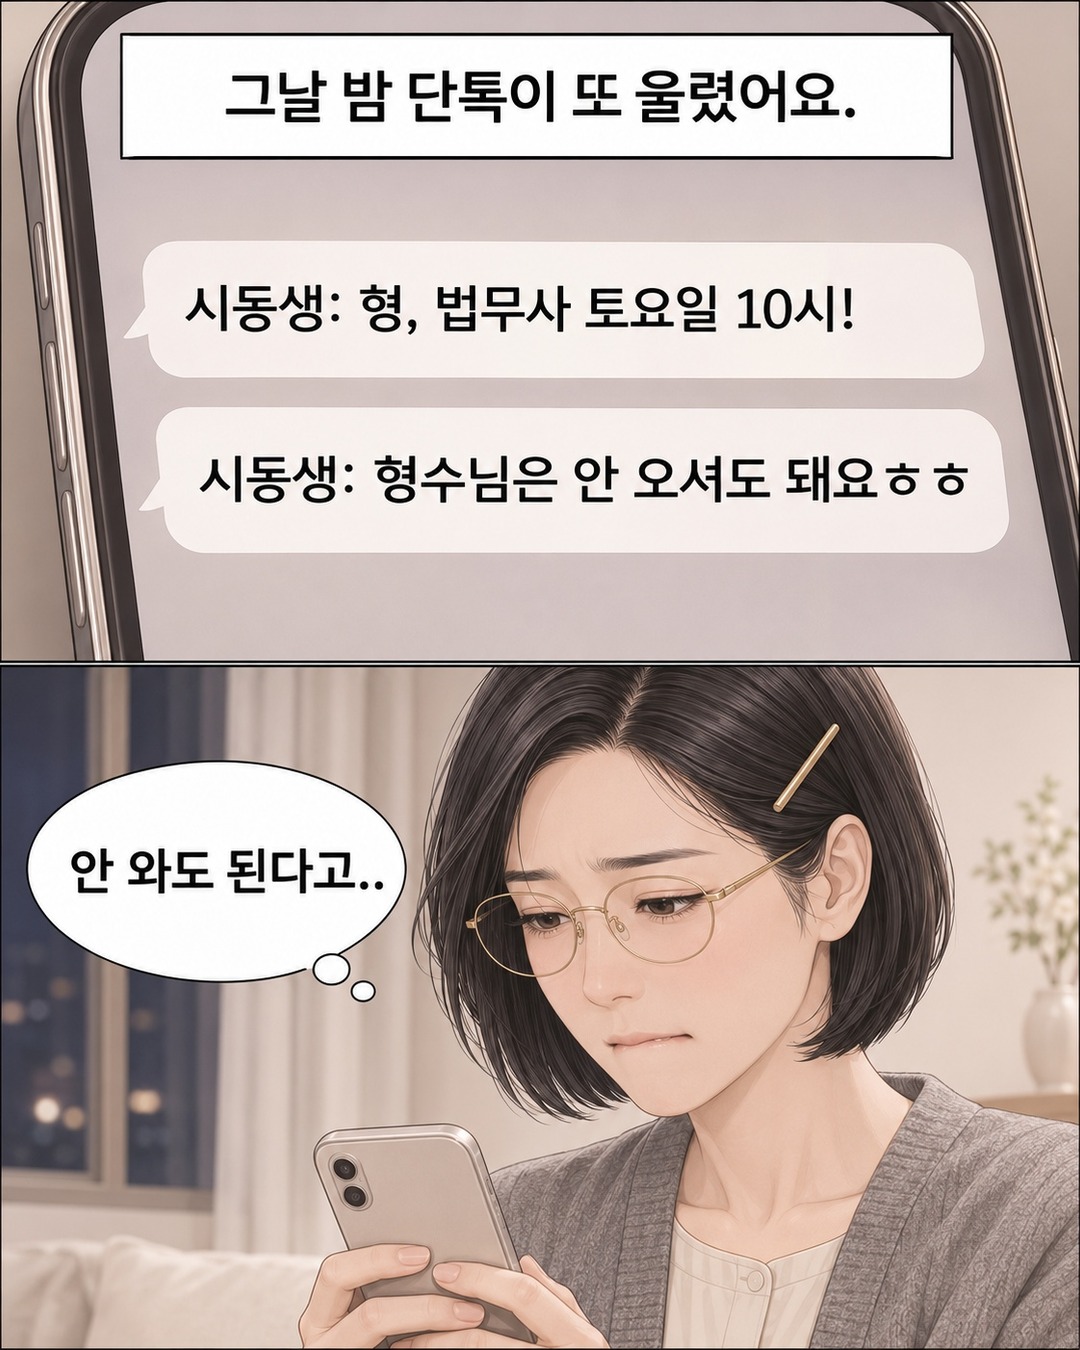 그날 밤 단톡이 또 울렸어요.
시동생: 형, 법무사 토요일 10시!
시동생: 형수님은 안 오셔도 돼요ㅎㅎ
안 와도 된다고..